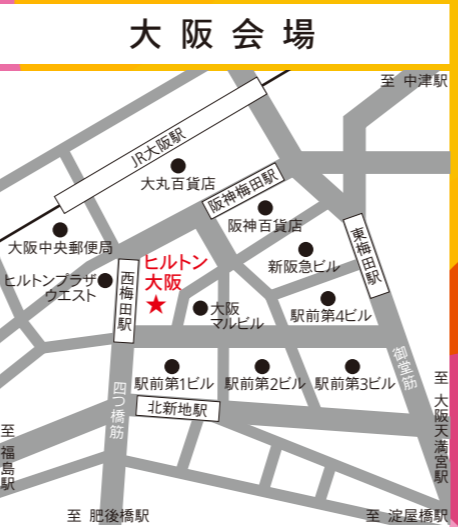 大阪会場
至 中津駅
JR大阪駅
大丸百貨店
阪神梅田駅
阪神百貨店
大阪中央郵便局
東梅田駅
新阪急ビル
ヒルトンプラザ
ウエスト
西梅田駅
ヒルトン
大阪
大阪
マルビル
駅前第4ビル
御堂筋
駅前第1ビル
駅前第2ビル
駅前第3ビル
四つ橋筋
北新地駅
至 大阪天満宮駅
至 福島駅
至 肥後橋駅
至 淀屋橋駅